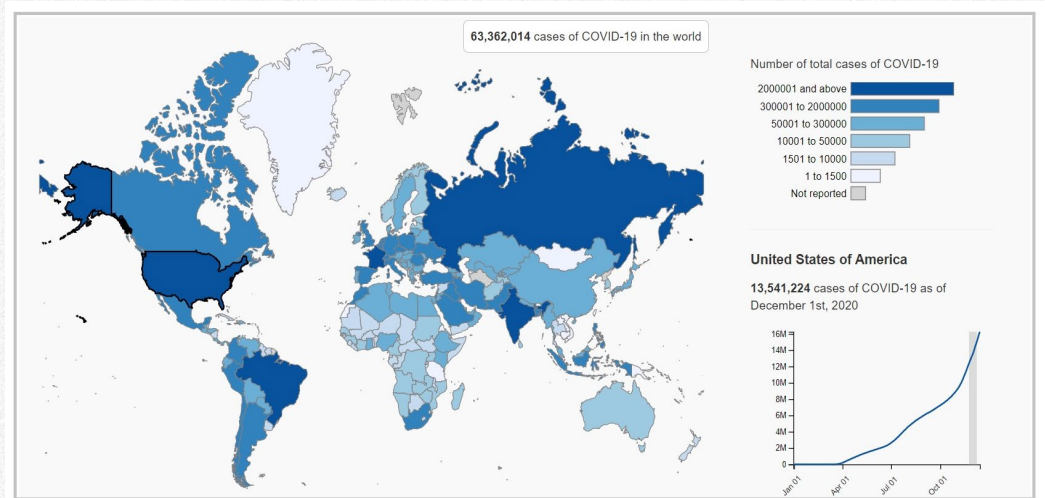 63,362,014 cases of COVID-19 in the world
Number of total cases of COVID-19
2000001 and above
300001 to 2000000
50001 to 300000
10001 to 50000
1501 to 10000
1 to 1500
Not reported
United States of America
13,541,224 cases of COVID-19 as of
December 1st, 2020
16M
14M
12M
10M
8M
6M
4M
2M
0
Jan 01
Apr 01
Jul 01
Oct 01